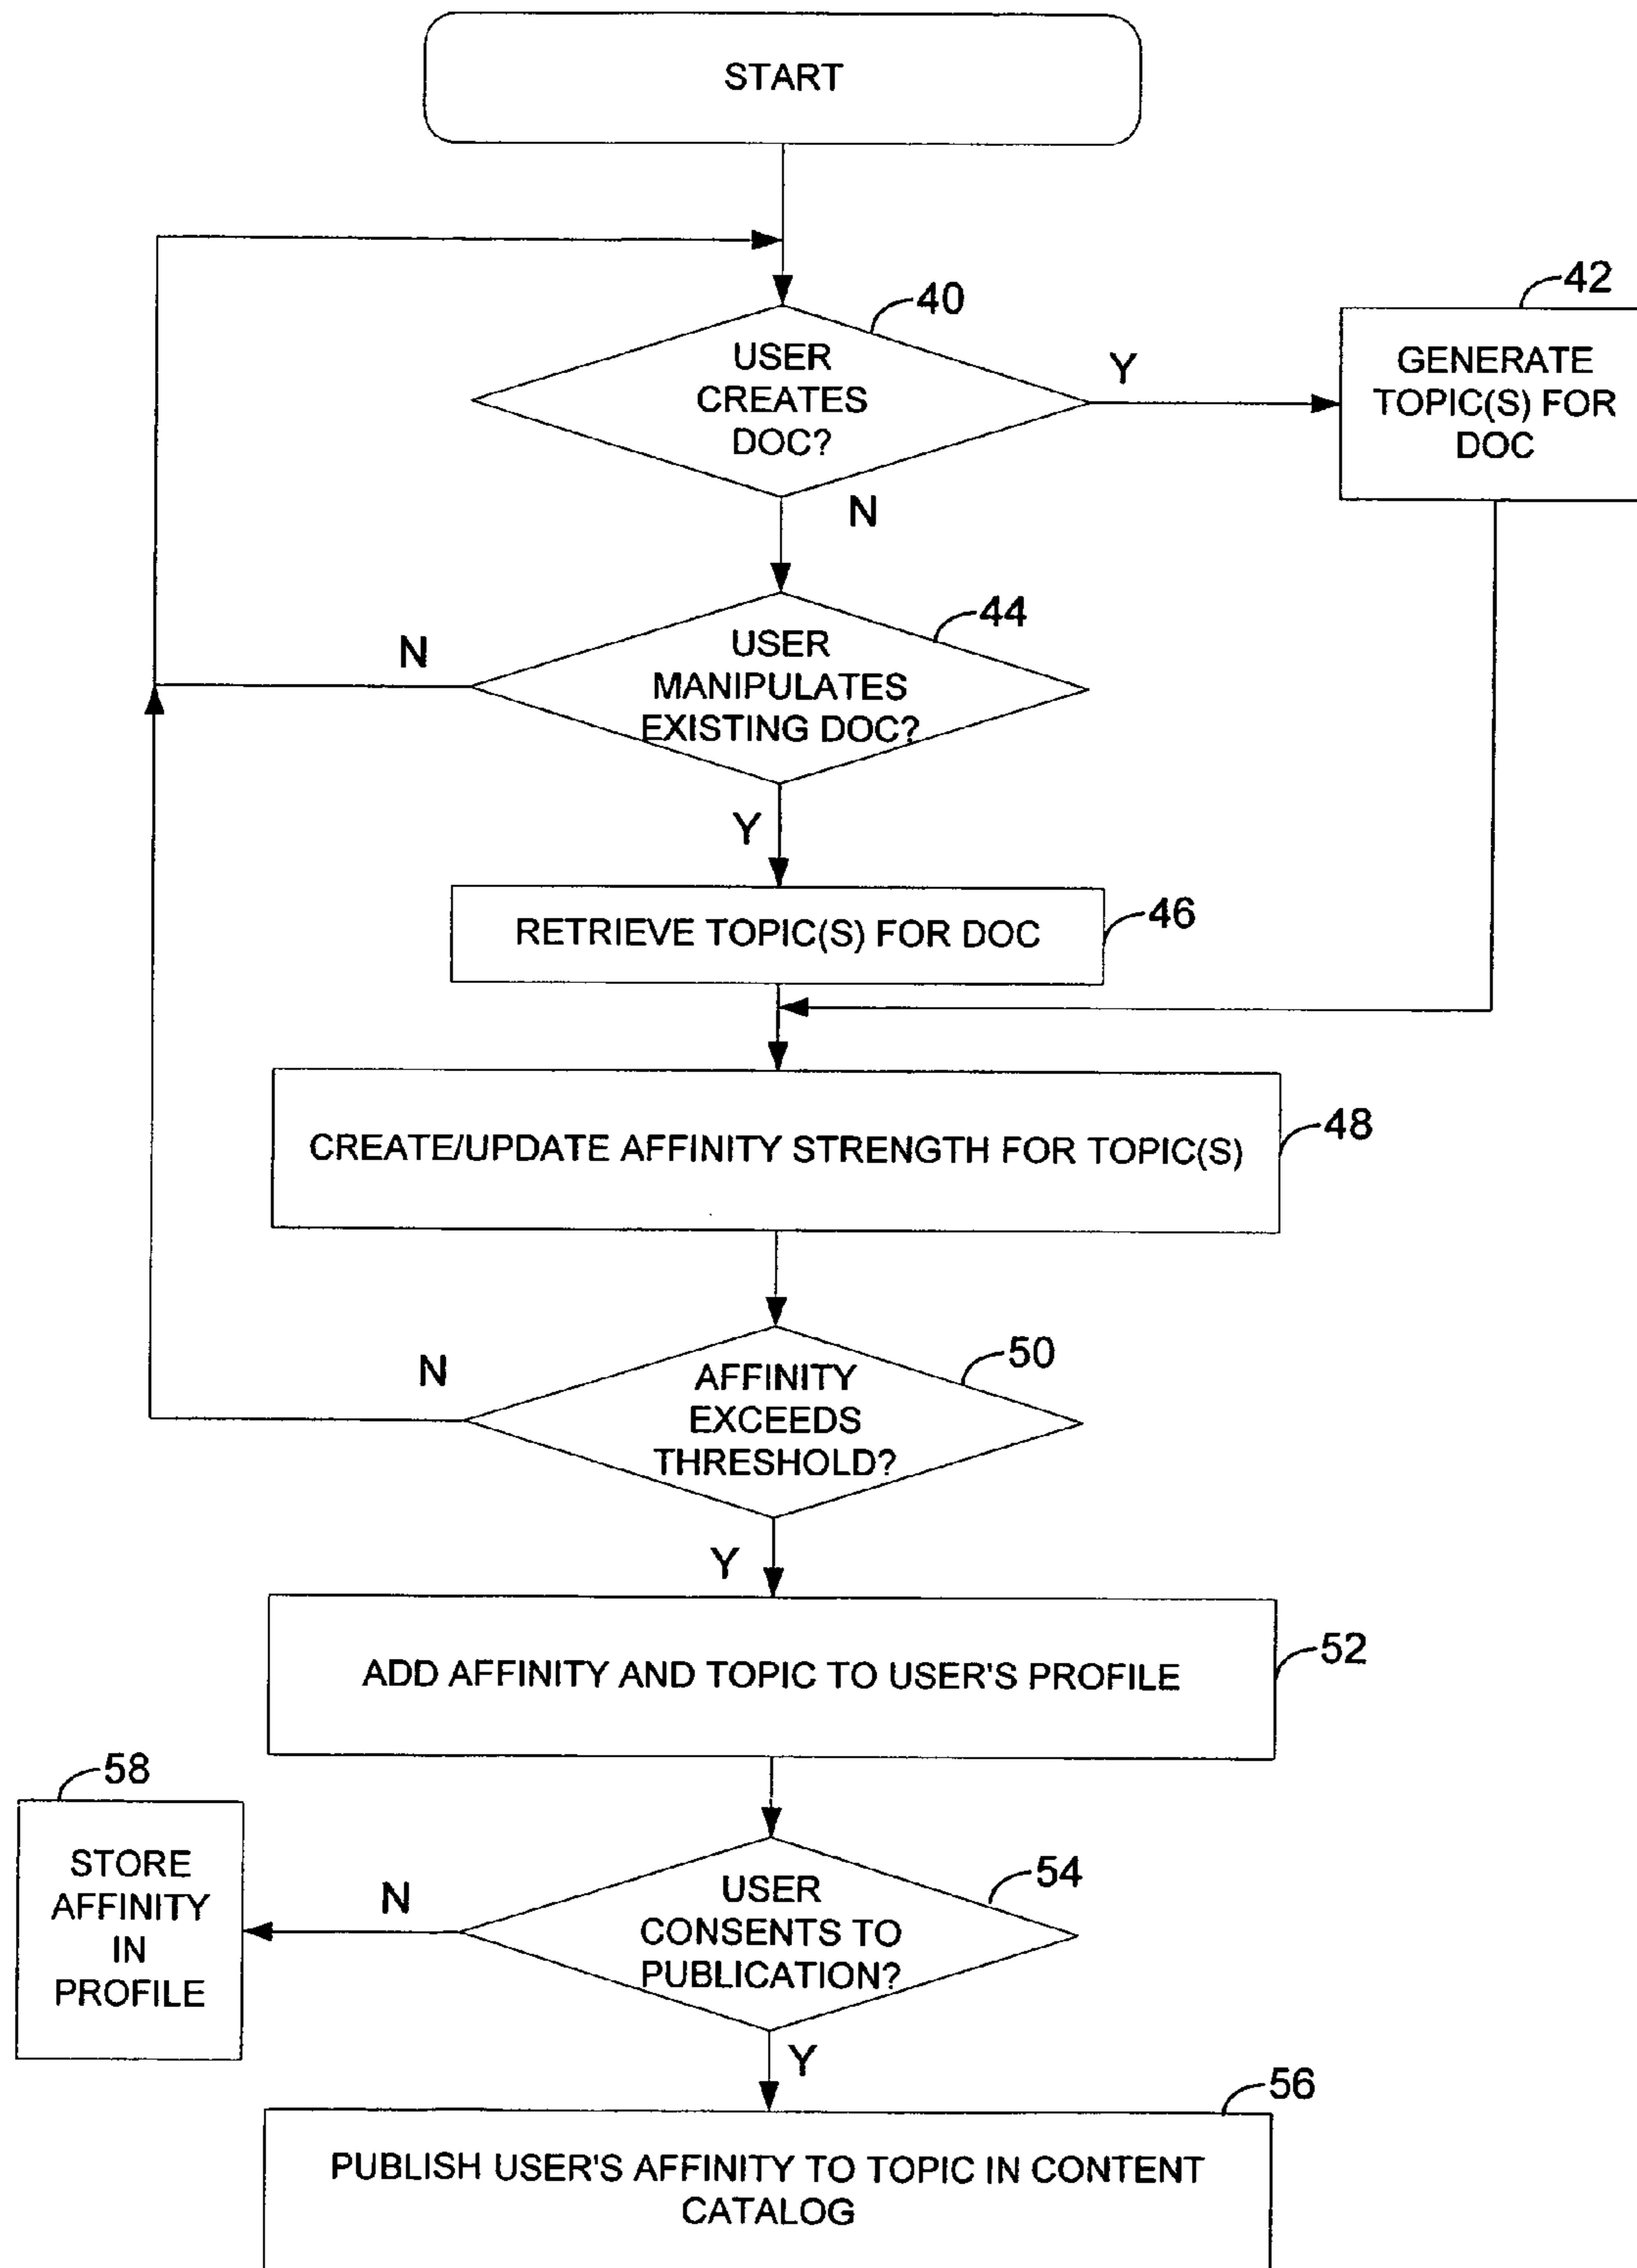 START
40
USER
CREATES
DOC?
Y
N
42
GENERATE
TOPIC(S) FOR
DOC
44
USER
MANIPULATES
EXISTING DOC?
N
Y
RETRIEVE TOPIC(S) FOR DOC
46
CREATE/UPDATE AFFINITY STRENGTH FOR TOPIC(S)
48
50
AFFINITY
EXCEEDS
THRESHOLD?
N
Y
ADD AFFINITY AND TOPIC TO USER'S PROFILE
52
54
USER
CONSENTS TO
PUBLICATION?
N
Y
58
STORE
AFFINITY
IN
PROFILE
56
PUBLISH USER'S AFFINITY TO TOPIC IN CONTENT
CATALOG